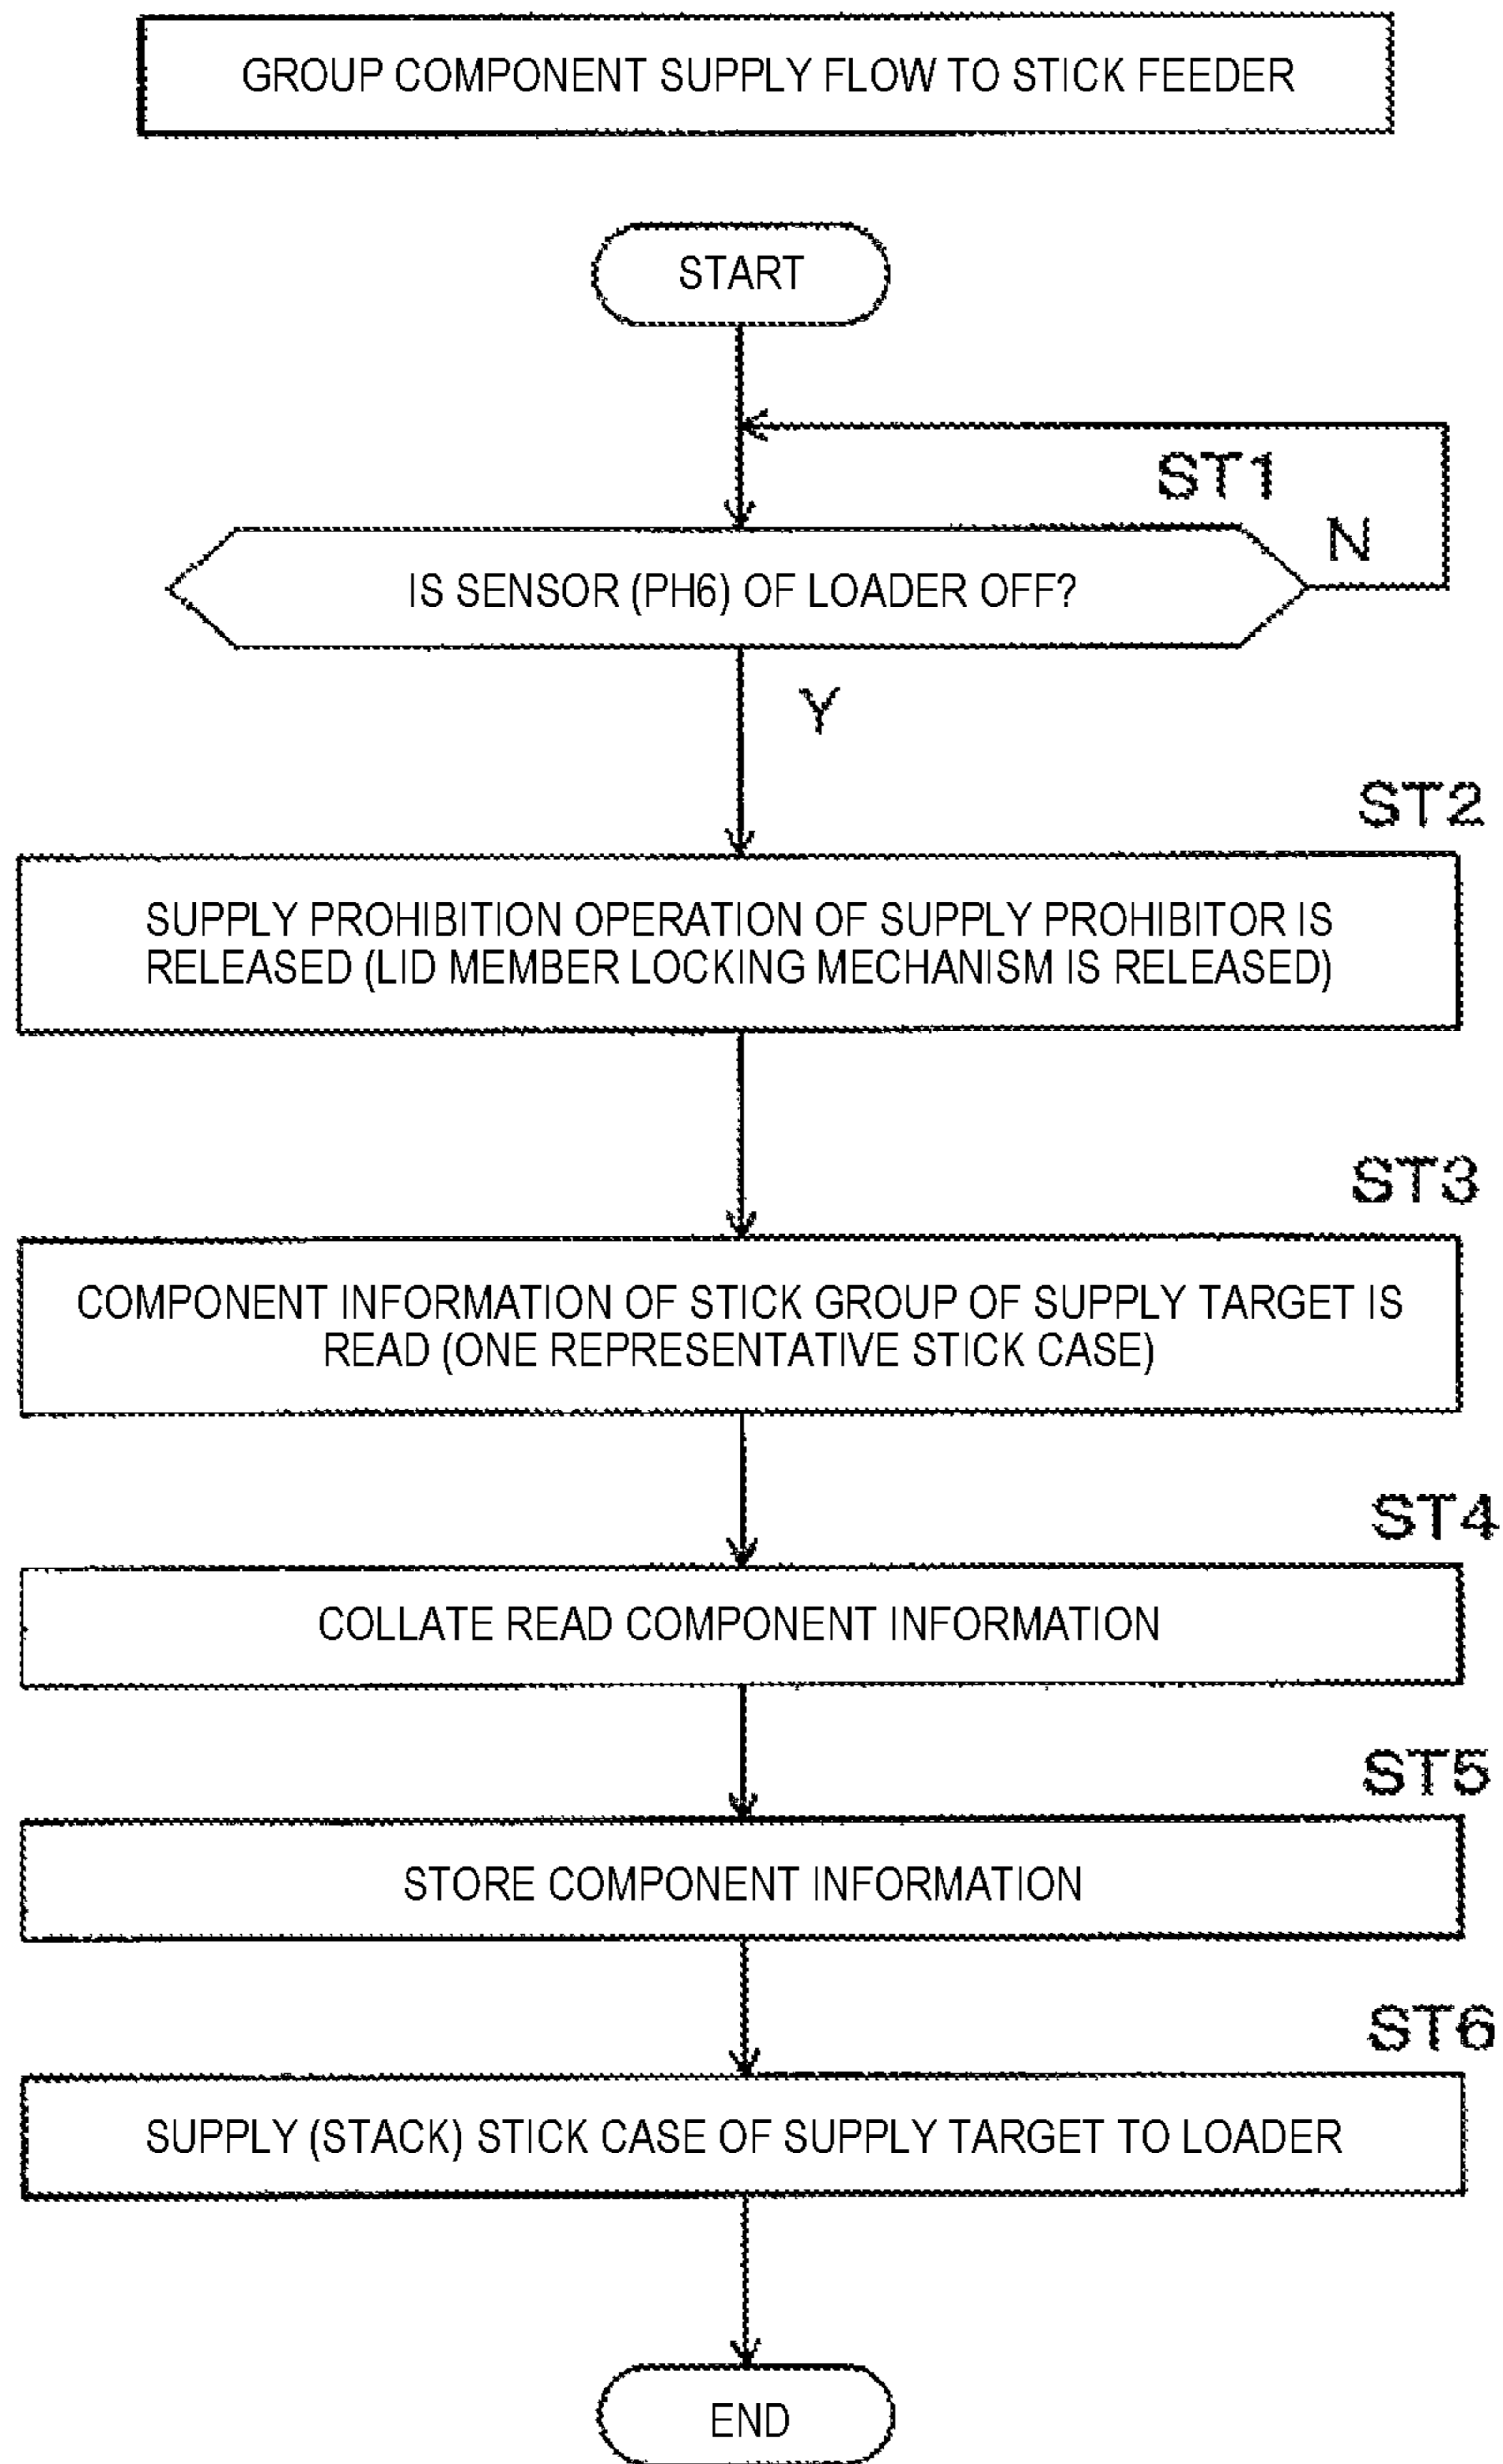 GROUP COMPONENT SUPPLY FLOW TO STICK FEEDER
START
ST1
N
IS SENSOR (PH6) OF LOADER OFF?
Y
ST2
SUPPLY PROHIBITION OPERATION OF SUPPLY PROHIBITOR IS
RELEASED (LID MEMBER LOCKING MECHANISM IS RELEASED)
ST3
COMPONENT INFORMATION OF STICK GROUP OF SUPPLY TARGET IS
READ (ONE REPRESENTATIVE STICK CASE)
ST4
COLLATE READ COMPONENT INFORMATION
ST5
STORE COMPONENT INFORMATION
ST6
SUPPLY (STACK) STICK CASE OF SUPPLY TARGET TO LOADER
END